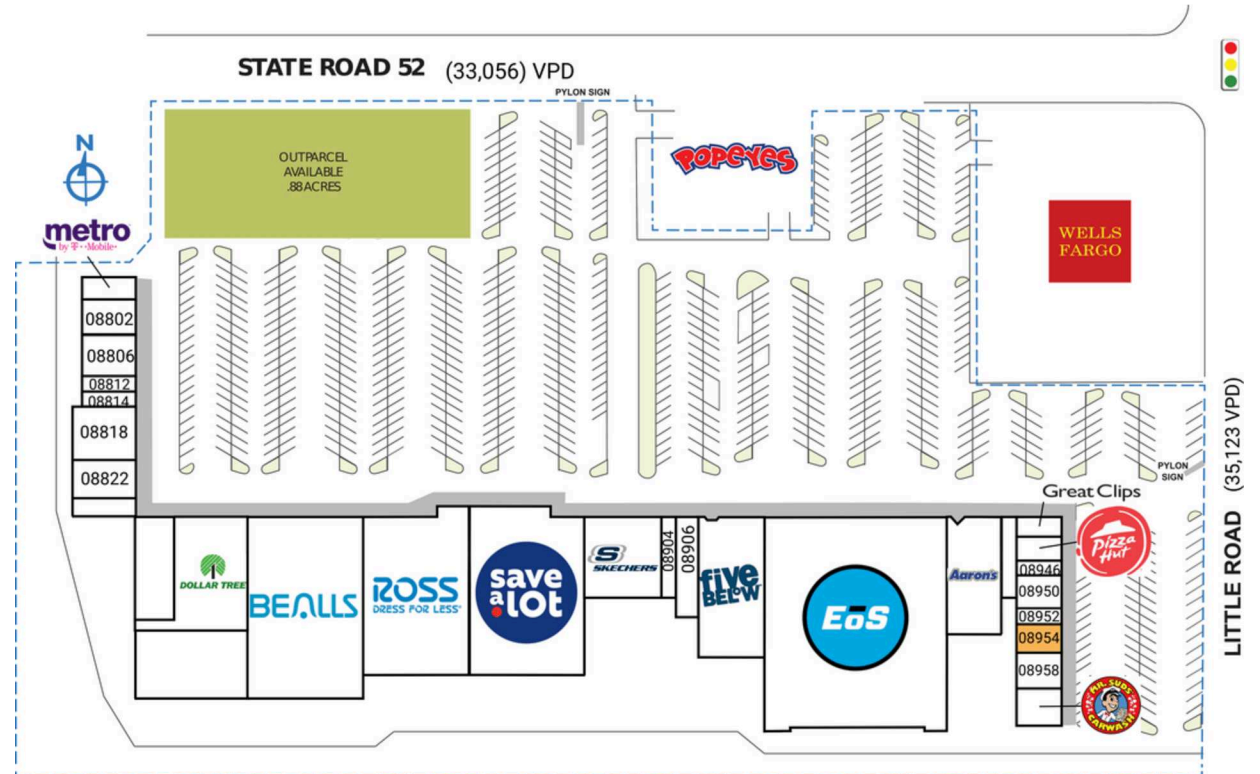 STATE ROAD 52 (33,056) VPD
PYLON SIGN
OUTPARCEL
AVAILABLE
.88 ACRES
N
POPEYES
WELLS
FARGO
metro
by T-Mobile
08802
08806
08812
08814
08818
08822
PYLON
SIGN
LITTLE ROAD (35,123 VPD)
Great Clips
Pizza
Hut
DOLLAR TREE
BEALLS
ROSS
DRESS FOR LESS
save
a
lot
S
SKECHERS
08904
08906
five
BEL°W
EōS
Aaron's
08946
08950
08952
08954
08958
MR. SUDS
CARWASH